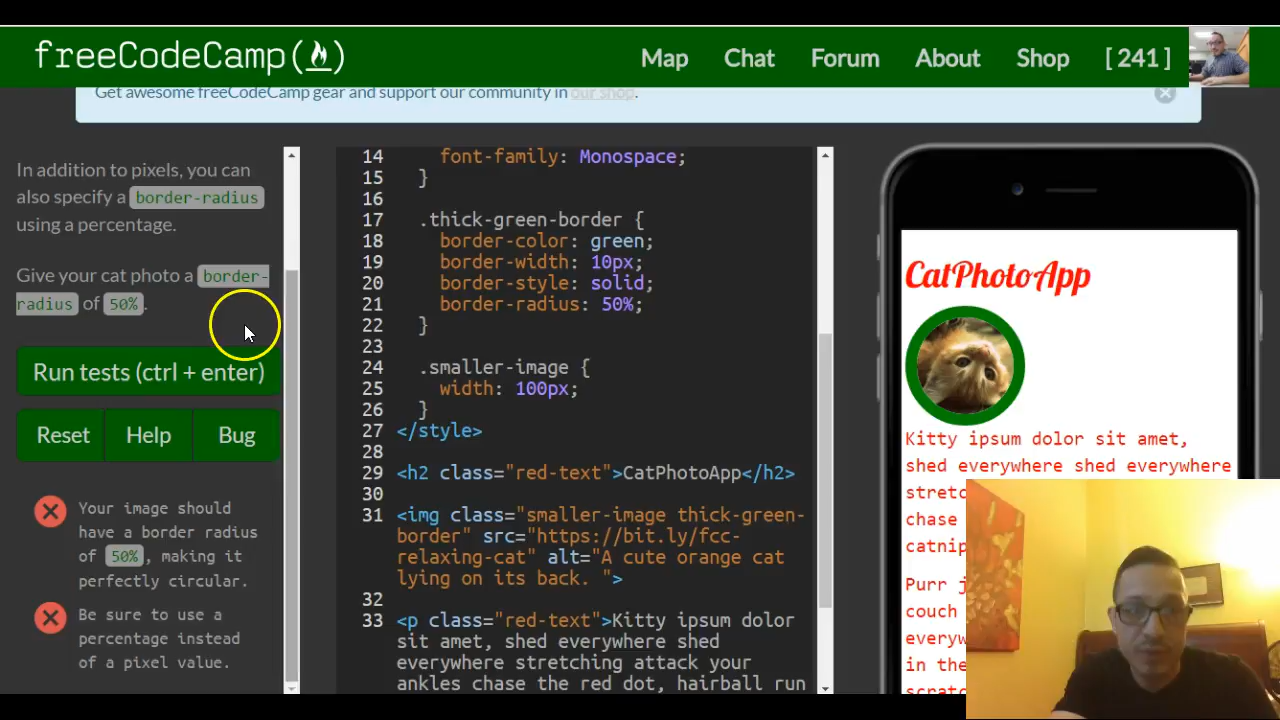 freeCodeCamp(🔥)
Map Chat Forum About Shop [ 241 ]
Get awesome freeCodeCamp gear and support our community in our shop.
In addition to pixels, you can
also specify a border-radius
using a percentage.
Give your cat photo a border-
radius of 50%.
Run tests (ctrl + enter)
Reset Help Bug
Your image should
have a border radius
of 50%, making it
perfectly circular.
Be sure to use a
percentage instead
of a pixel value.
14 font-family: Monospace;
15 }
16
17 .thick-green-border {
18 border-color: green;
19 border-width: 10px;
20 border-style: solid;
21 border-radius: 50%;
22 }
23
24 .smaller-image {
25 width: 100px;
26 }
27 </style>
28
29 <h2 class="red-text">CatPhotoApp</h2>
30
31 <img class="smaller-image thick-green-
border" src="https://bit.ly/fcc-
relaxing-cat" alt="A cute orange cat
lying on its back. ">
32
33 <p class="red-text">Kitty ipsum dolor
sit amet, shed everywhere shed
everywhere stretching attack your
ankles chase the red dot, hairball run
CatPhotoApp
Kitty ipsum dolor sit amet,
shed everywhere shed everywhere
chase
Purr
couch
in the